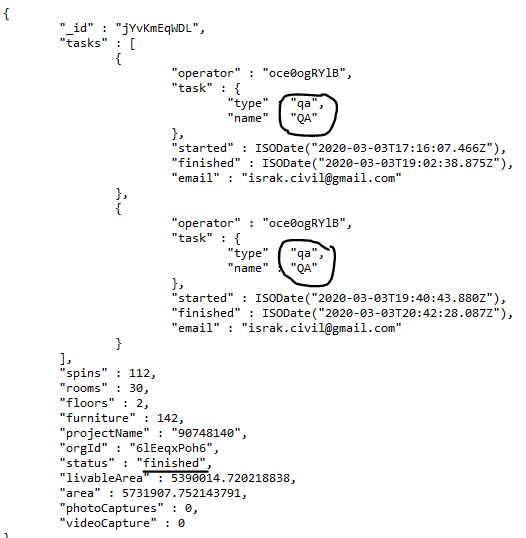 {
"_id" : "jYvKmEqWDL",
"tasks" : [
{
"operator" : "oce0ogRYlB",
"task" : {
"type" : "qa",
"name" : "QA"
},
"started" : ISODate("2020-03-03T17:16:07.466Z"),
"finished" : ISODate("2020-03-03T19:02:38.875Z"),
"email" : "israk.civil@gmail.com"
},
{
"operator" : "oce0ogRYlB",
"task" : {
"type" : "qa",
"name" : "QA"
},
"started" : ISODate("2020-03-03T19:40:43.880Z"),
"finished" : ISODate("2020-03-03T20:42:28.087Z"),
"email" : "israk.civil@gmail.com"
}
],
"spins" : 112,
"rooms" : 30,
"floors" : 2,
"furniture" : 142,
"projectName" : "90748140",
"orgId" : "6lEeqxPoh6",
"status" : "finished",
"livableArea" : 5390014.720218838,
"area" : 5731907.752143791,
"photoCaptures" : 0,
"videoCapture" : 0
}